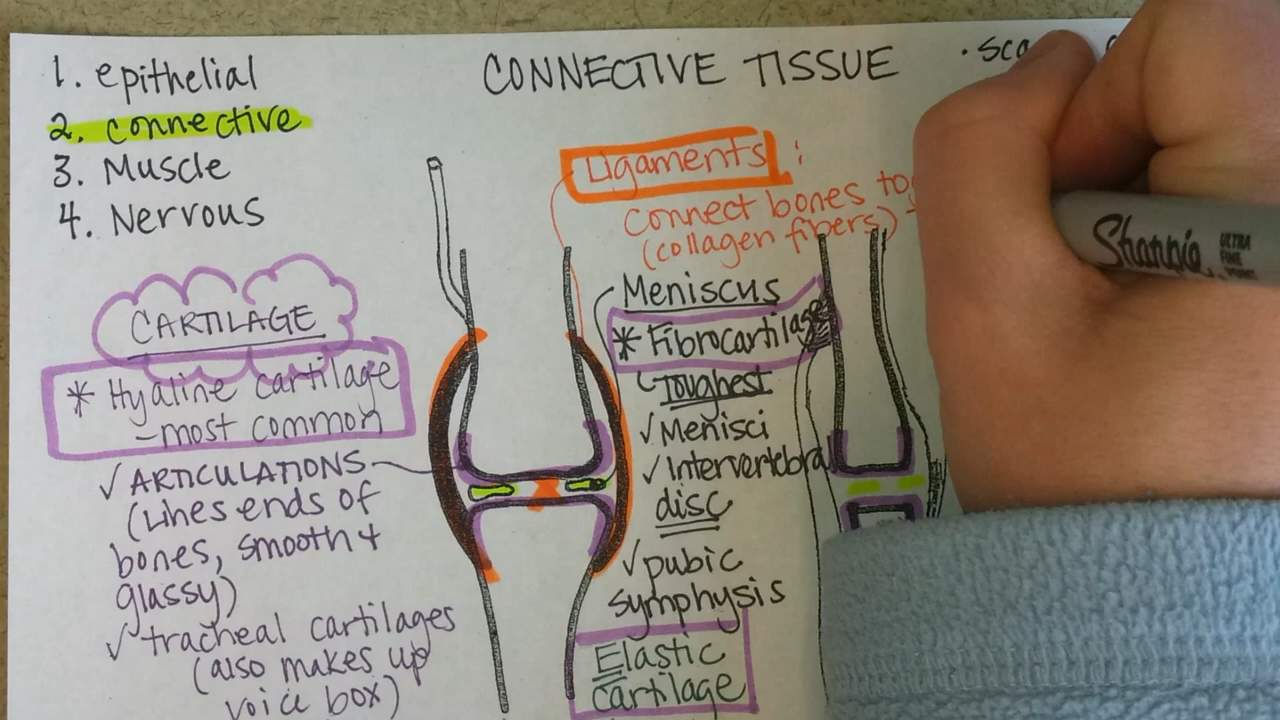 1. epithelial
2. connective
3. Muscle
4. Nervous
CONNECTIVE TISSUE
Ligaments :
connect bones
(collagen fibers)
CARTILAGE
* Hyaline cartilage
-most common
✓ ARTICULATIONS
(Lines ends of
bones, smooth +
glassy)
✓ tracheal cartilages
(also makes up
voice box)
Meniscus
* Fibrocartilage
Toughest
✓ Menisci
✓ Intervertebral
disc
✓ pubic
symphysis
Elastic
cartilage
Sharpie
ULTRA
FINE